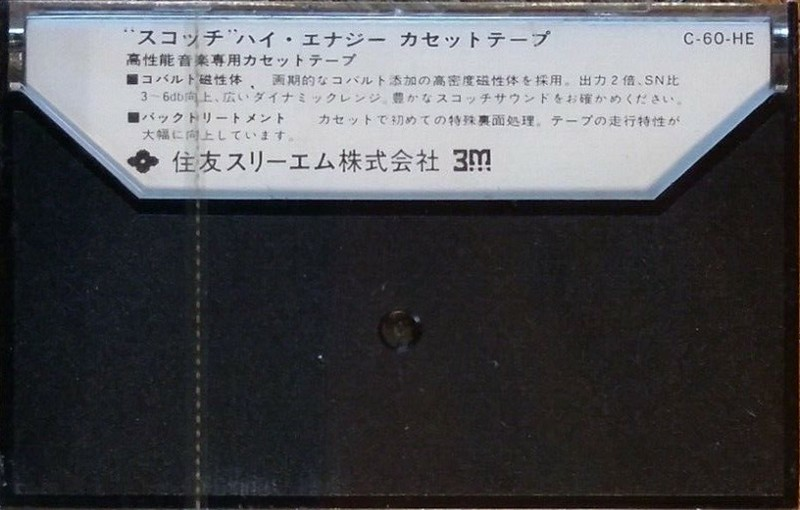 “スコッチ”ハイ・エナジー カセットテープ C-60-HE
高性能音楽専用カセットテープ
■コバルト磁性体、 画期的なコバルト添加の高密度磁性体を採用。出力2倍、SN比
3~6db向上、広いダイナミックレンジ。豊かなスコッチサウンドをお確かめください。
■バックトリートメント カセットで初めての特殊裏面処理。テープの走行特性が
大幅に向上しています。
住友スリーエム株式会社 3M